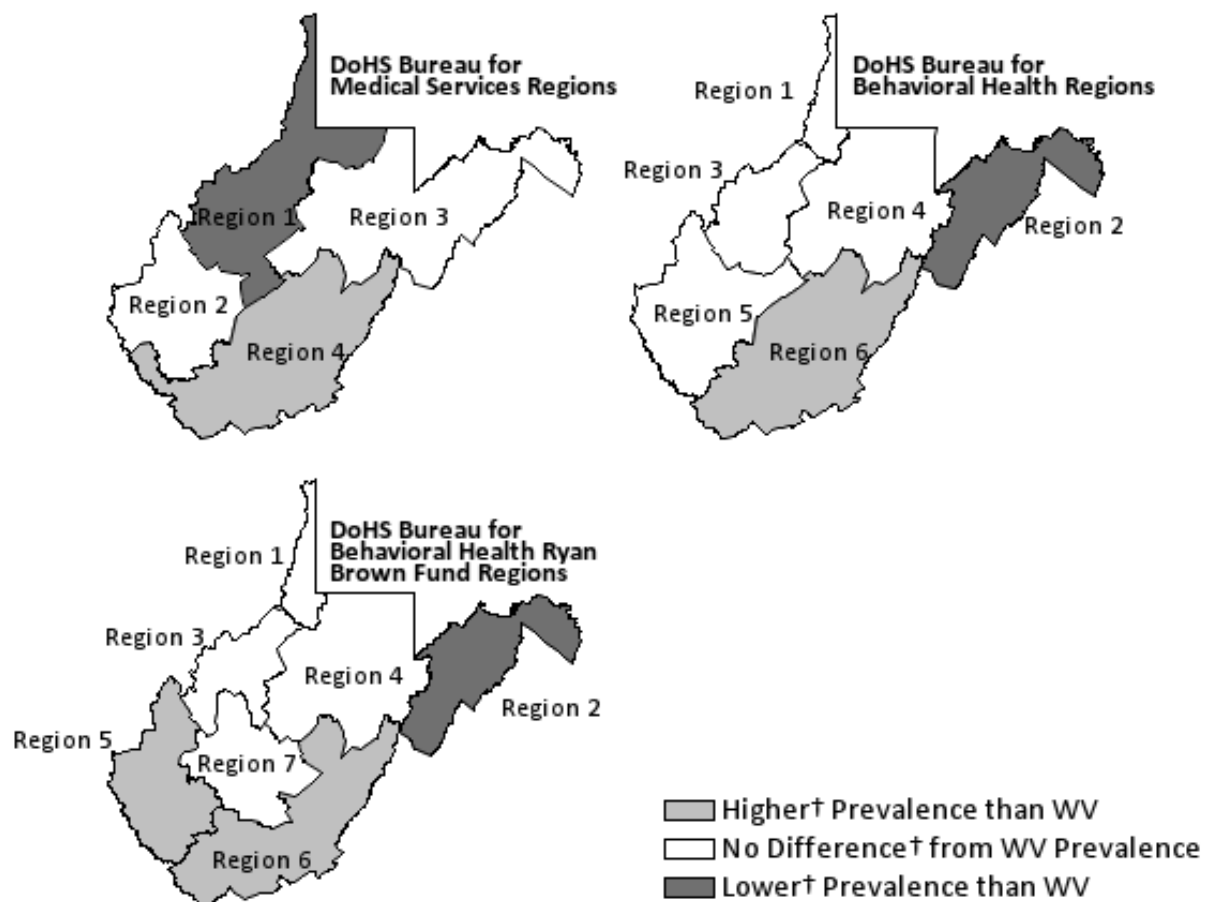 DoHS Bureau for
Medical Services Regions
Region 1
Region 3
Region 2
Region 4
DoHS Bureau for
Behavioral Health Regions
Region 1
Region 3
Region 4
Region 2
Region 5
Region 6
DoHS Bureau for
Behavioral Health Ryan
Brown Fund Regions
Region 1
Region 3
Region 4
Region 2
Region 5
Region 7
Region 6
Higher† Prevalence than WV
No Difference† from WV Prevalence
Lower† Prevalence than WV